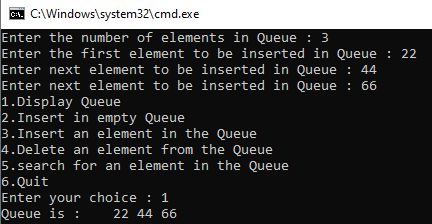 C:\Windows\system32\cmd.exe
Enter the number of elements in Queue : 3
Enter the first element to be inserted in Queue : 22
Enter next element to be inserted in Queue : 44
Enter next element to be inserted in Queue : 66
1.Display Queue
2.Insert in empty Queue
3.Insert an element in the Queue
4.Delete an element from the Queue
5.search for an element in the Queue
6.Quit
Enter your choice : 1
Queue is :    22 44 66